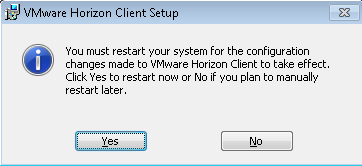 VMware Horizon Client Setup
You must restart your system for the configuration
changes made to VMware Horizon Client to take effect.
Click Yes to restart now or No if you plan to manually
restart later.
Yes
No